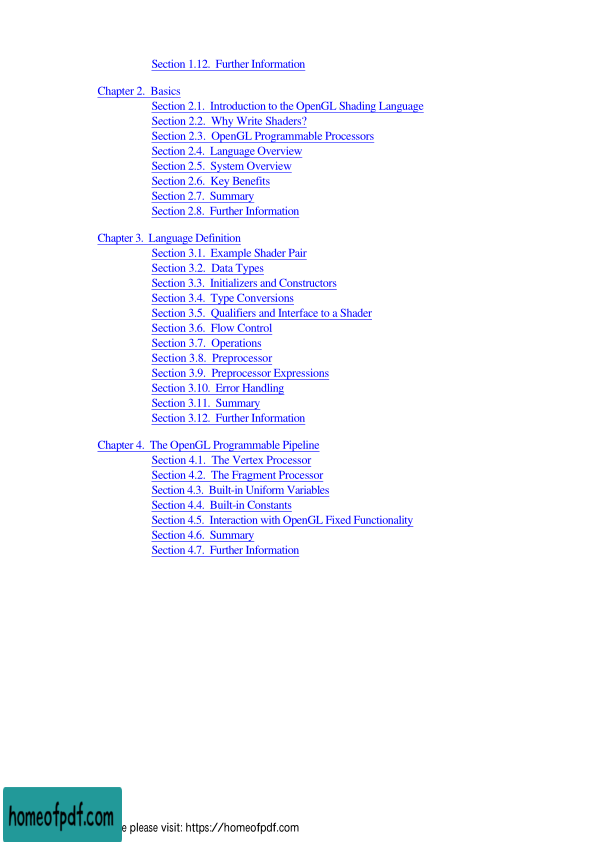 Section 1.12. Further Information
Chapter 2. Basics
Section 2.1. Introduction to the OpenGL Shading Language
Section 2.2. Why Write Shaders?
Section 2.3. OpenGL Programmable Processors
Section 2.4. Language Overview
Section 2.5. System Overview
Section 2.6. Key Benefits
Section 2.7. Summary
Section 2.8. Further Information
Chapter 3. Language Definition
Section 3.1. Example Shader Pair
Section 3.2. Data Types
Section 3.3. Initializers and Constructors
Section 3.4. Type Conversions
Section 3.5. Qualifiers and Interface to a Shader
Section 3.6. Flow Control
Section 3.7. Operations
Section 3.8. Preprocessor
Section 3.9. Preprocessor Expressions
Section 3.10. Error Handling
Section 3.11. Summary
Section 3.12. Further Information
Chapter 4. The OpenGL Programmable Pipeline
Section 4.1. The Vertex Processor
Section 4.2. The Fragment Processor
Section 4.3. Built-in Uniform Variables
Section 4.4. Built-in Constants
Section 4.5. Interaction with OpenGL Fixed Functionality
Section 4.6. Summary
Section 4.7. Further Information
homeofpdf.com
e please visit: https://homeofpdf.com